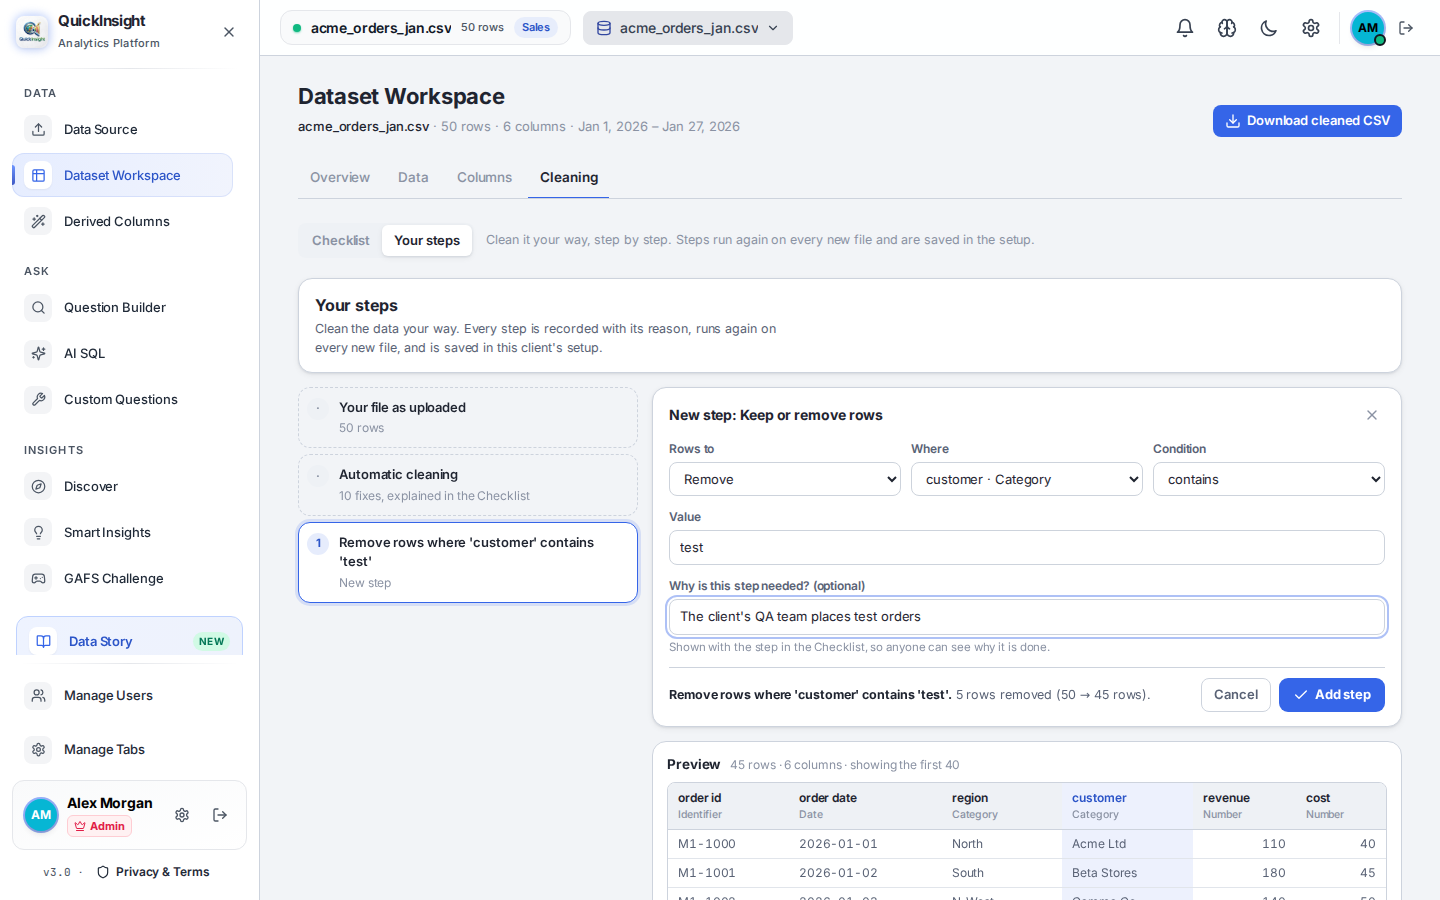 QuickInsight
Analytics Platform
DATA
Data Source
Dataset Workspace
Derived Columns
ASK
Question Builder
AI SQL
Custom Questions
INSIGHTS
Discover
Smart Insights
GAFS Challenge
Data Story NEW
Manage Users
Manage Tabs
AM Alex Morgan
Admin
v3.0 · Privacy & Terms
acme_orders_jan.csv 50 rows Sales
acme_orders_jan.csv
AM
Dataset Workspace
acme_orders_jan.csv · 50 rows · 6 columns · Jan 1, 2026 – Jan 27, 2026
Download cleaned CSV
Overview Data Columns Cleaning
Checklist Your steps Clean it your way, step by step. Steps run again on every new file and are saved in the setup.
Your steps
Clean the data your way. Every step is recorded with its reason, runs again on
every new file, and is saved in this client's setup.
· Your file as uploaded
50 rows
· Automatic cleaning
10 fixes, explained in the Checklist
1 Remove rows where 'customer' contains
'test'
New step
New step: Keep or remove rows
Rows to Where Condition
Remove customer · Category contains
Value
test
Why is this step needed? (optional)
The client's QA team places test orders
Shown with the step in the Checklist, so anyone can see why it is done.
Remove rows where 'customer' contains 'test'. 5 rows removed (50 → 45 rows).
Cancel Add step
Preview 45 rows · 6 columns · showing the first 40
order id order date region customer revenue cost
Identifier Date Category Category Number Number
M1-1000 2026-01-01 North Acme Ltd 110 40
M1-1001 2026-01-02 South Beta Stores 180 45